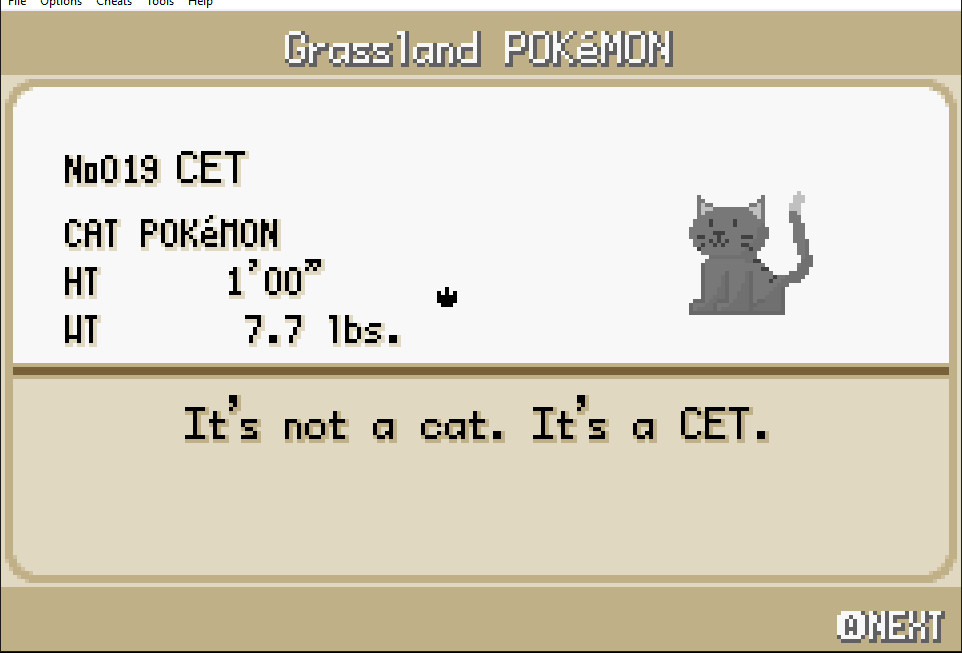 File Options Cheats Tools Help
Grassland POKéMON
No019 CET
CAT POKéMON
HT 1'00"
WT 7.7 lbs.
It's not a cat. It's a CET.
A NEXT